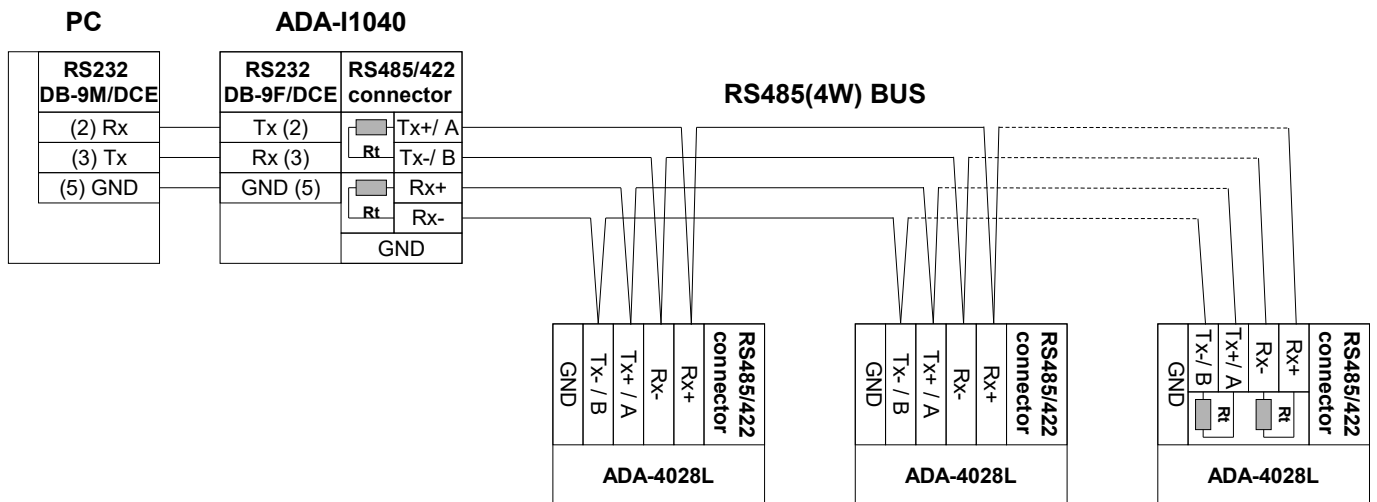 PC
ADA-I1040
RS232
DB-9M/DCE
(2) Rx
(3) Tx
(5) GND
RS232
DB-9F/DCE
Tx (2)
Rx (3)
GND (5)
RS485/422
connector
Rt
Tx+/ A
Tx-/ B
Rt
Rx+
Rx-
GND
RS485(4W) BUS
GND
Tx- / B
Tx+ / A
Rx-
Rx+
RS485/422
connector
ADA-4028L
GND
Tx- / B
Tx+ / A
Rx-
Rx+
RS485/422
connector
ADA-4028L
GND
Tx-/ B
Tx+/ A
Rx-
Rx+
Rt
Rt
RS485/422
connector
ADA-4028L